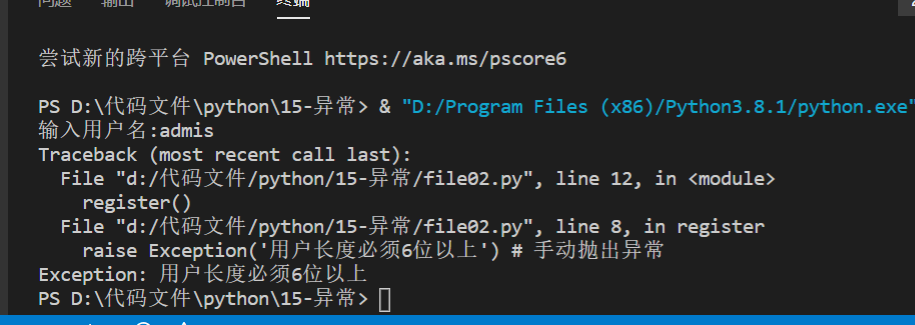 问题 输出 调试控制台 终端
尝试新的跨平台 PowerShell https://aka.ms/pscore6
PS D:\代码文件\python\15-异常> & "D:/Program Files (x86)/Python3.8.1/python.exe"
输入用户名:admis
Traceback (most recent call last):
  File "d:/代码文件/python/15-异常/file02.py", line 12, in <module>
    register()
  File "d:/代码文件/python/15-异常/file02.py", line 8, in register
    raise Exception('用户长度必须6位以上') # 手动抛出异常
Exception: 用户长度必须6位以上
PS D:\代码文件\python\15-异常>